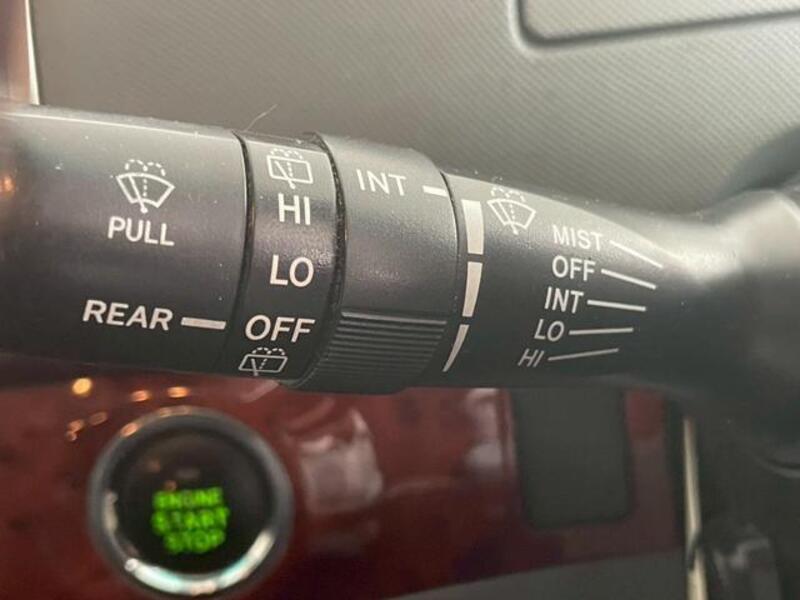 PULL
REAR
HI
LO
OFF
INT
MIST
OFF
INT
LO
HI
ENGINE
START
STOP